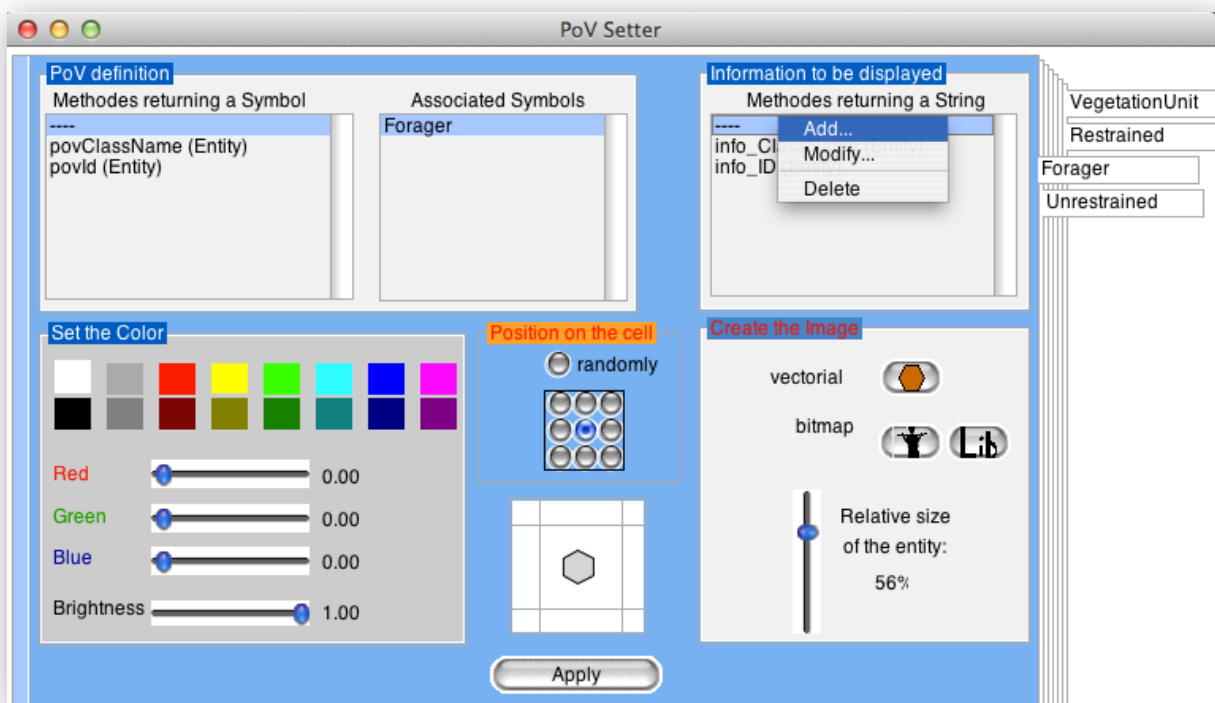 PoV Setter
PoV definition
Methodes returning a Symbol
----
povClassName (Entity)
povId (Entity)
Associated Symbols
Forager
Information to be displayed
Methodes returning a String
----
info_Cl
info_ID
Add...
Modify...
Delete
VegetationUnit
Restrained
Forager
Unrestrained
Set the Color
Red 0.00
Green 0.00
Blue 0.00
Brightness 1.00
Position on the cell
randomly
Create the Image
vectorial
bitmap
Lib
Relative size
of the entity:
56%
Apply